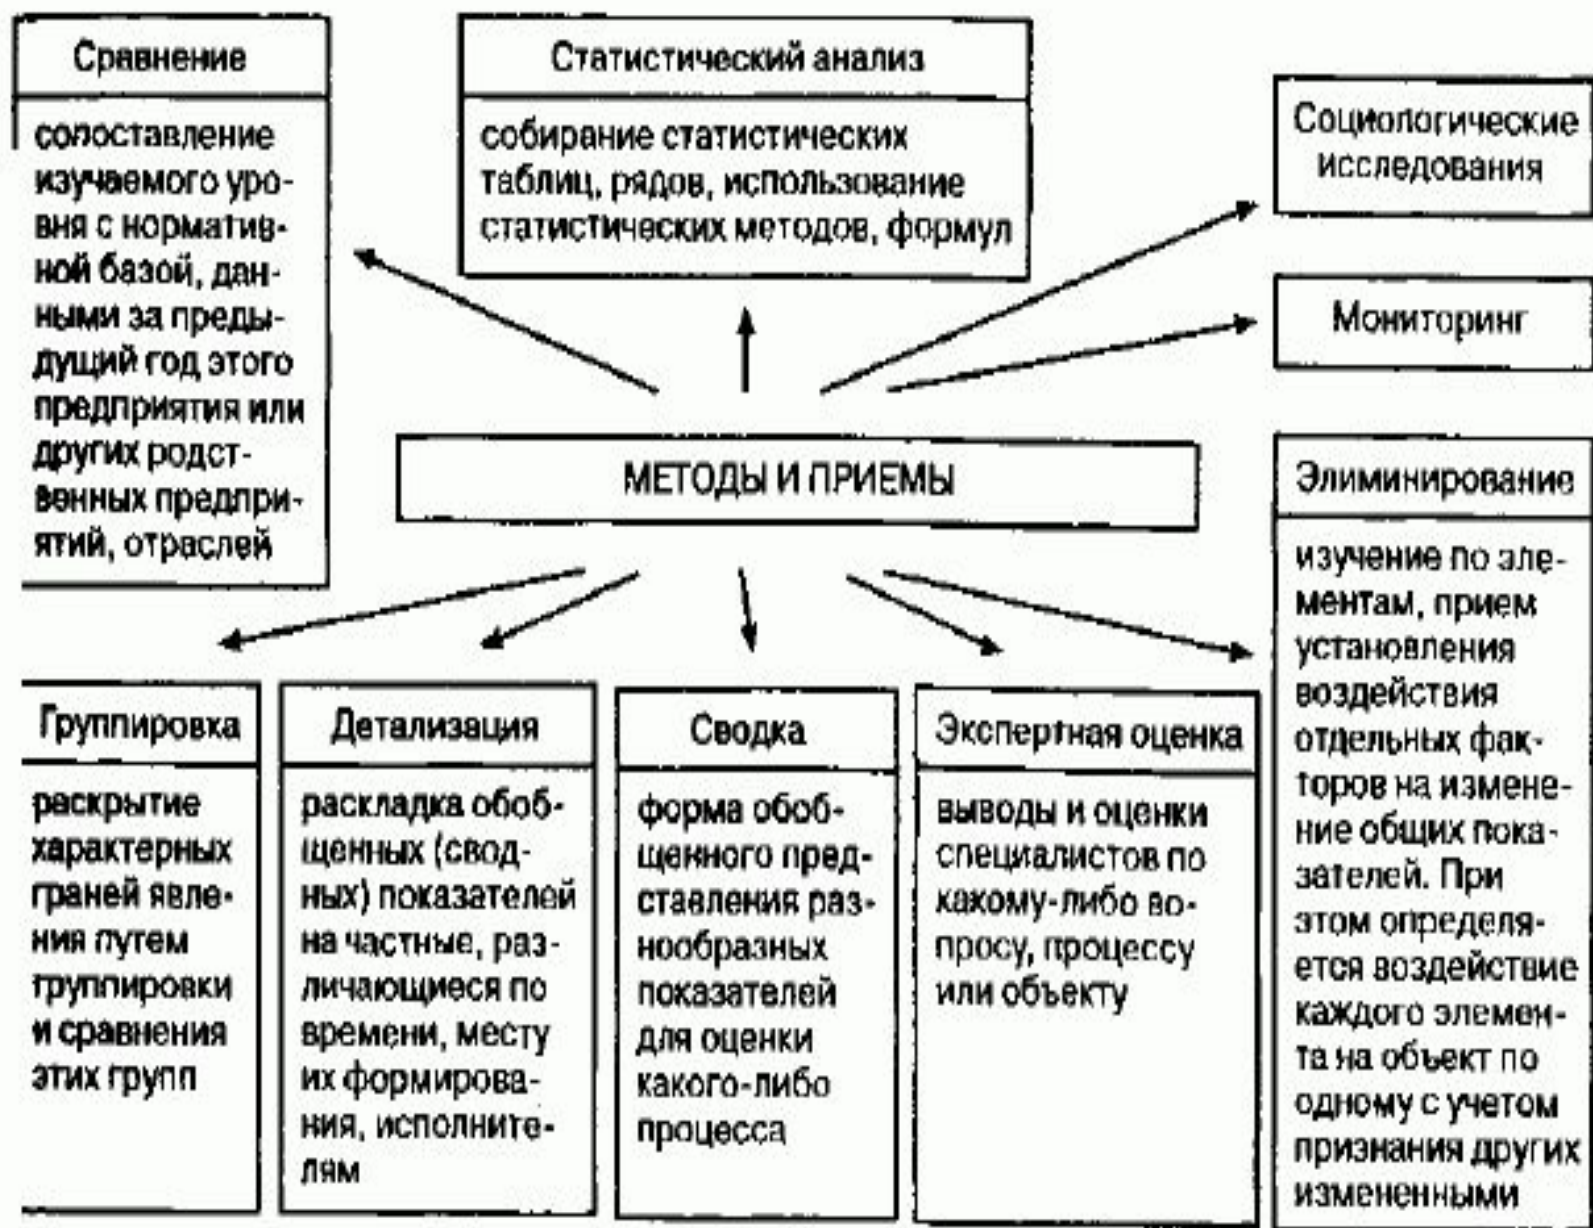 Сравнение
сопоставление
изучаемого уро-
вня с норматив-
ной базой, дан-
ными за преды-
дущий год этого
предприятия или
других родст-
венных предпри-
ятий, отраслей
Статистический анализ
собирание статистических
таблиц, рядов, использование
статистических методов, формул
Социологические
исследования
Мониторинг
МЕТОДЫ И ПРИЕМЫ
Группировка
раскрытие
характерных
граней явле-
ния путем
группировки
и сравнения
этих групп
Детализация
раскладка обоб-
щенных (свод-
ных) показателей
на частные, раз-
личающиеся по
времени, месту
их формирова-
ния, исполните-
лям
Сводка
форма обоб-
щенного пред-
ставления раз-
нообразных
показателей
для оценки
какого-либо
процесса
Экспертная оценка
выводы и оценки
специалистов по
какому-либо во-
просу, процессу
или объекту
Элиминирование
изучение по эле-
ментам, прием
установления
воздействия
отдельных фак-
торов на измене-
ние общих пока-
зателей. При
этом определя-
ется воздействие
каждого элемен-
та на объект по
одному с учетом
признания других
измененными